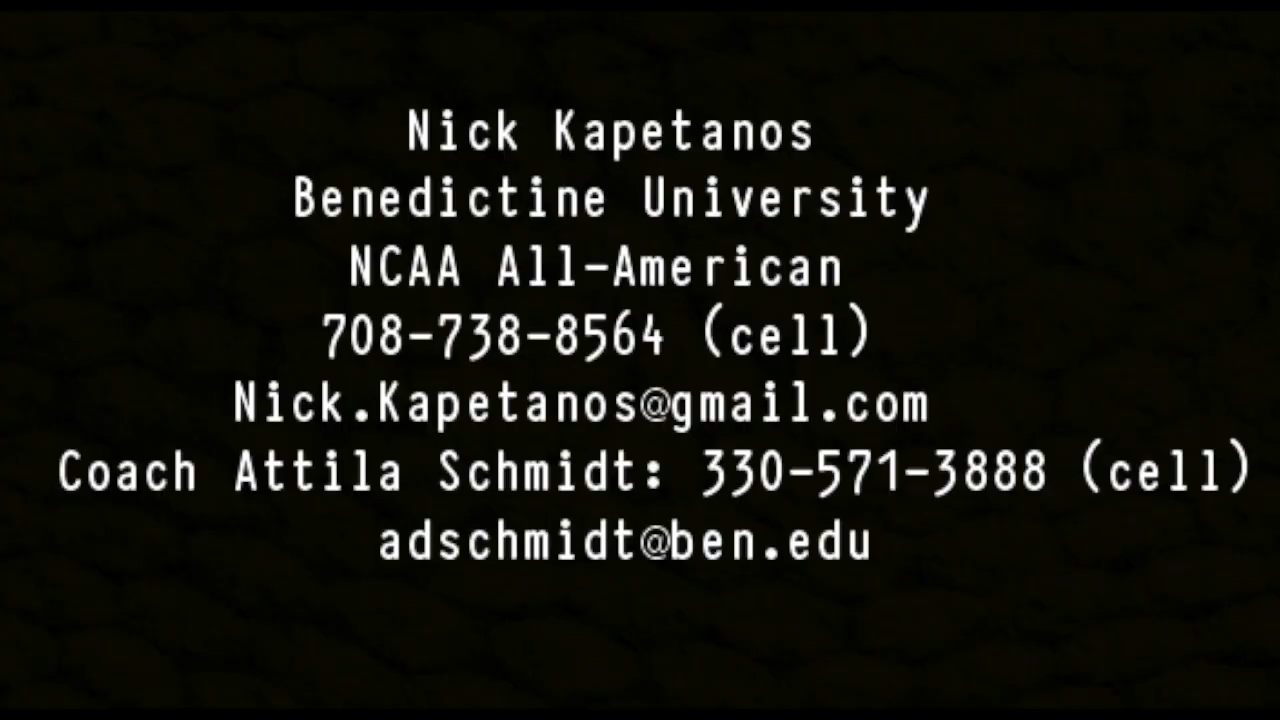 Nick Kapetanos
Benedictine University
NCAA All-American
708-738-8564 (cell)
Nick.Kapetanos@gmail.com
Coach Attila Schmidt: 330-571-3888 (cell)
adschmidt@ben.edu